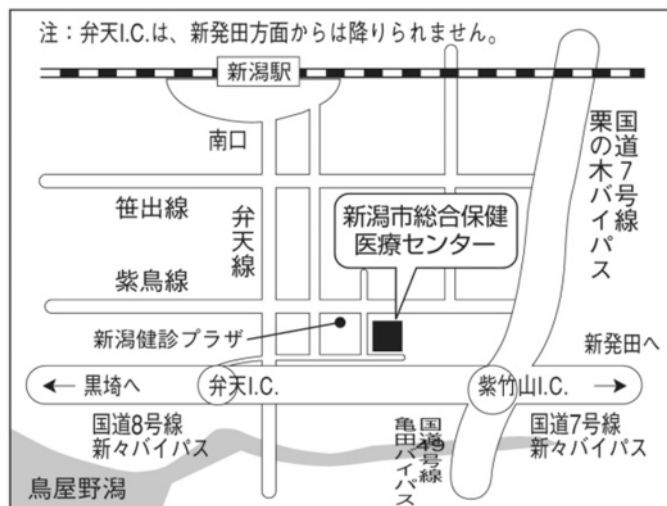 注：弁天I.C.は、新発田方面からは降りられません。
新潟駅
南口
国道7号線
栗の木バイパス
笹出線
弁天線
新潟市総合保健
医療センター
紫鳥線
新潟健診プラザ
新発田へ
← 黒埼へ
弁天I.C.
紫竹山I.C.
→
国道8号線
新々バイパス
国道49号線
亀田バイパス
国道7号線
新々バイパス
鳥屋野潟